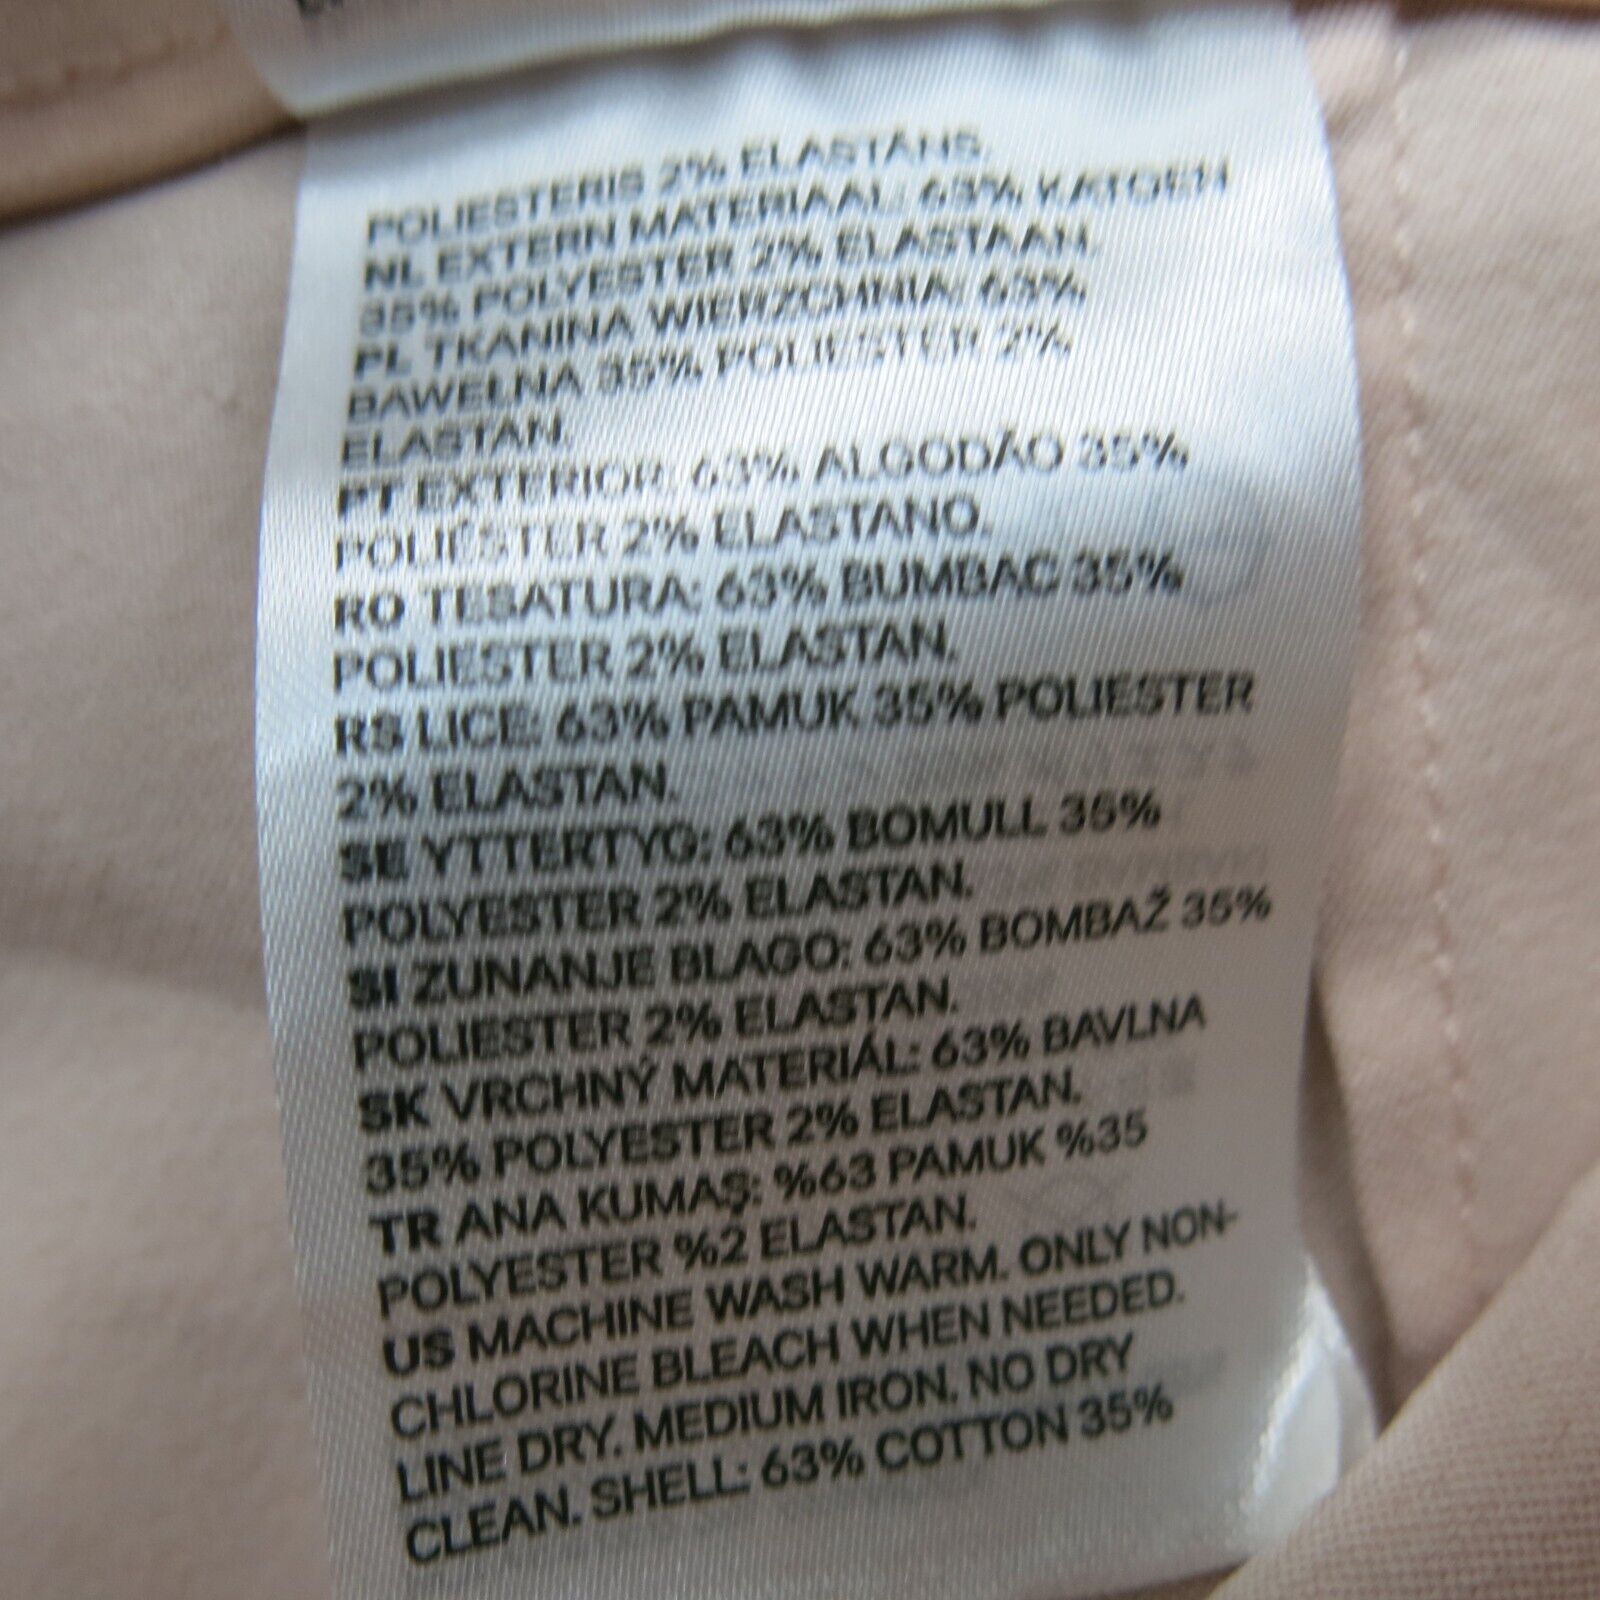 POLIESTERIS 2% ELASTĀNS.
NL EXTERN MATERIAAL: 63% KATOEN
35% POLYESTER 2% ELASTAAN.
PL TKANINA WIERZCHNIA: 63%
BAWEŁNA 35% POLIESTER 2%
ELASTAN.
PT EXTERIOR: 63% ALGODÃO 35%
POLIÉSTER 2% ELASTANO.
RO TESATURA: 63% BUMBAC 35%
POLIESTER 2% ELASTAN.
RS LICE: 63% PAMUK 35% POLIESTER
2% ELASTAN.
SE YTTERTYG: 63% BOMULL 35%
POLYESTER 2% ELASTAN.
SI ZUNANJE BLAGO: 63% BOMBAŽ 35%
POLIESTER 2% ELASTAN.
SK VRCHNÝ MATERIÁL: 63% BAVLNA
35% POLYESTER 2% ELASTAN.
TR ANA KUMAŞ: %63 PAMUK %35
POLYESTER %2 ELASTAN.
US MACHINE WASH WARM. ONLY NON-
CHLORINE BLEACH WHEN NEEDED.
LINE DRY. MEDIUM IRON. NO DRY
CLEAN. SHELL: 63% COTTON 35%